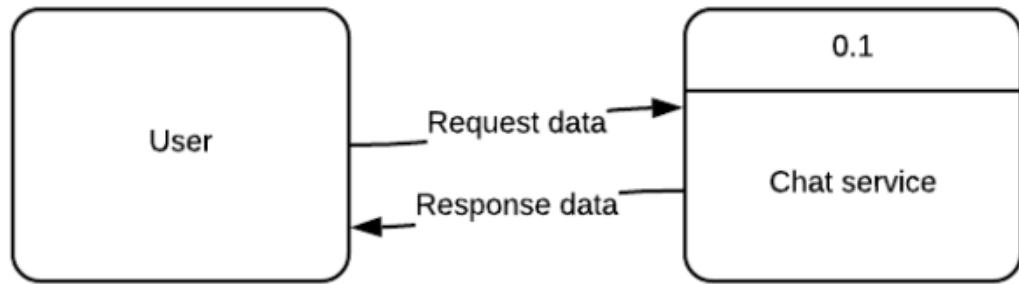 0.1
User
Request data
Chat service
Response data